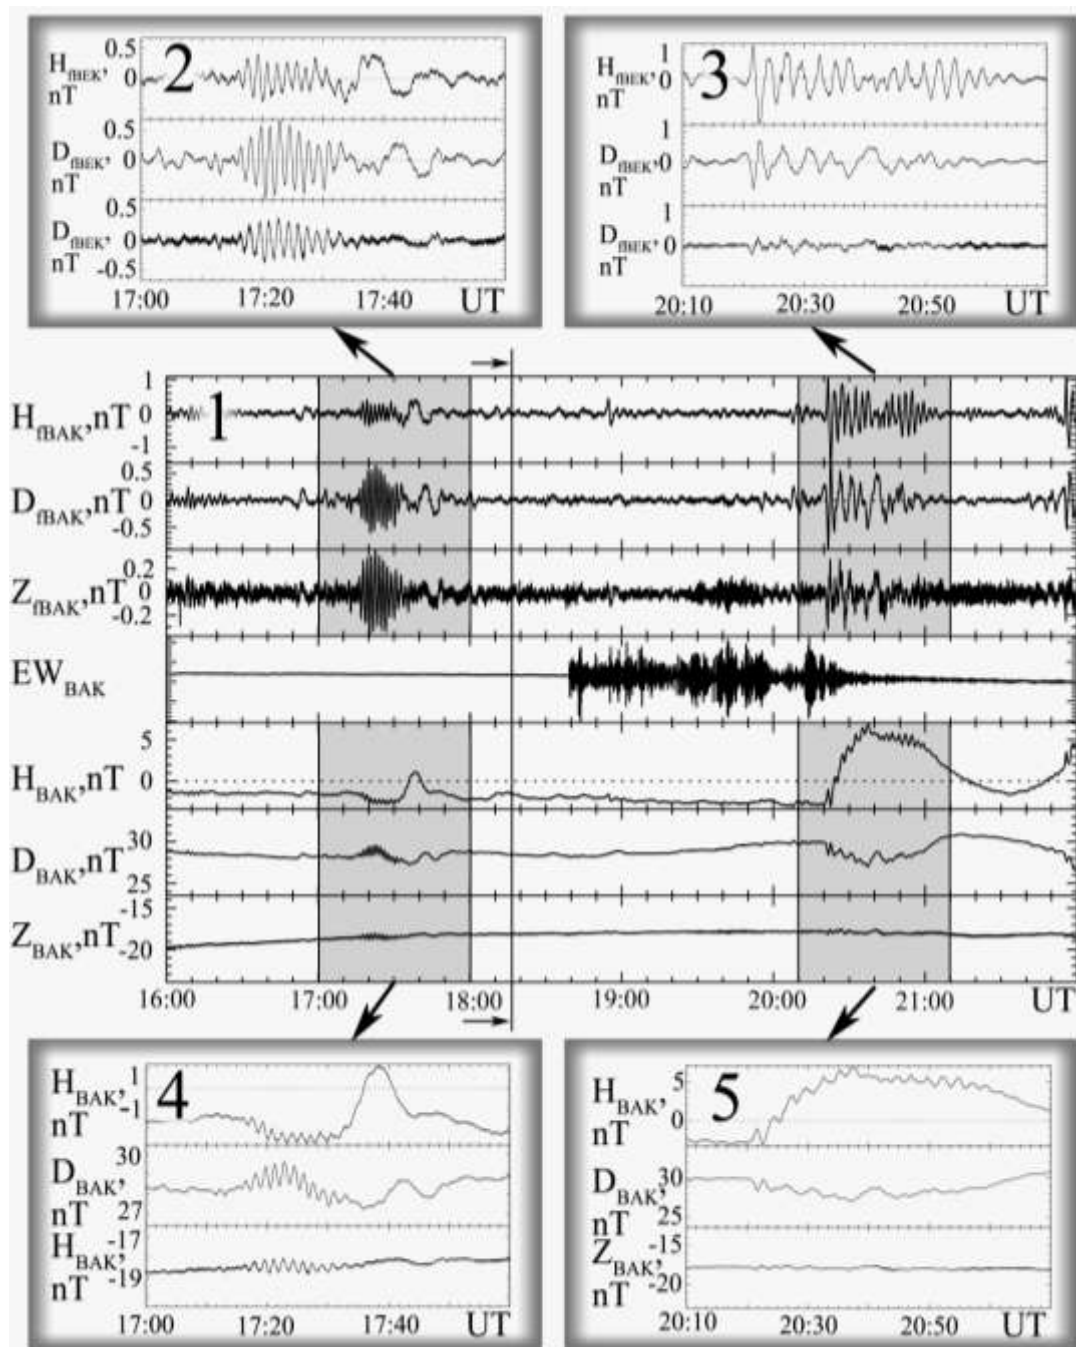 0.5
H_fBEK, 0
nT
2
0.5
D_fBEK, 0
nT
0.5
D_fBEK, 0
nT -0.5
17:00 17:20 17:40 UT
1
H_fBEK, 0
nT
3
1
D_fBEK, 0
nT
1
D_fBEK, 0
nT
20:10 20:30 20:50 UT
1
1
H_fBAK,nT 0
-1
0.5
D_fBAK,nT 0
-0.5
0.2
Z_fBAK,nT 0
-0.2
EW_BAK
5
H_BAK,nT 0
30
D_BAK,nT
25
-15
Z_BAK,nT
-20
16:00 17:00 18:00 19:00 20:00 21:00 UT
H_BAK, 1
-1
nT
4
30
D_BAK,
nT 27
H_BAK, -17
nT -19
17:00 17:20 17:40 UT
5
H_BAK, 0
nT
5
D_BAK, 30
nT 25
Z_BAK, -15
nT -20
20:10 20:30 20:50 UT